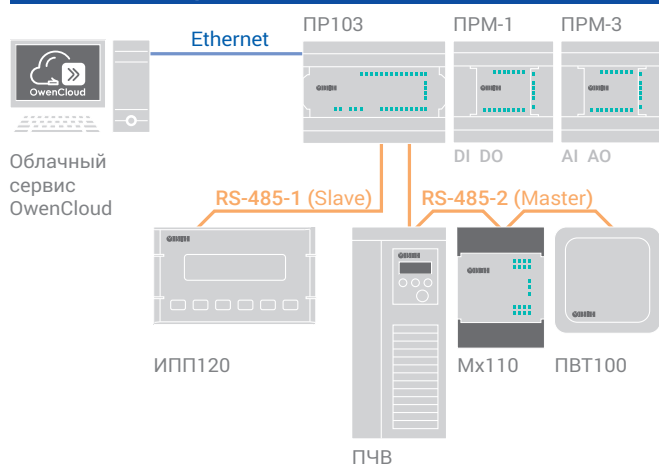 ПР103
ПРМ-1
ПРМ-3
Ethernet
OwenCloud
DI DO
AI AO
Облачный
сервис
OwenCloud
RS-485-1 (Slave)
RS-485-2 (Master)
ИПП120
Мх110
ПВТ100
ПЧВ